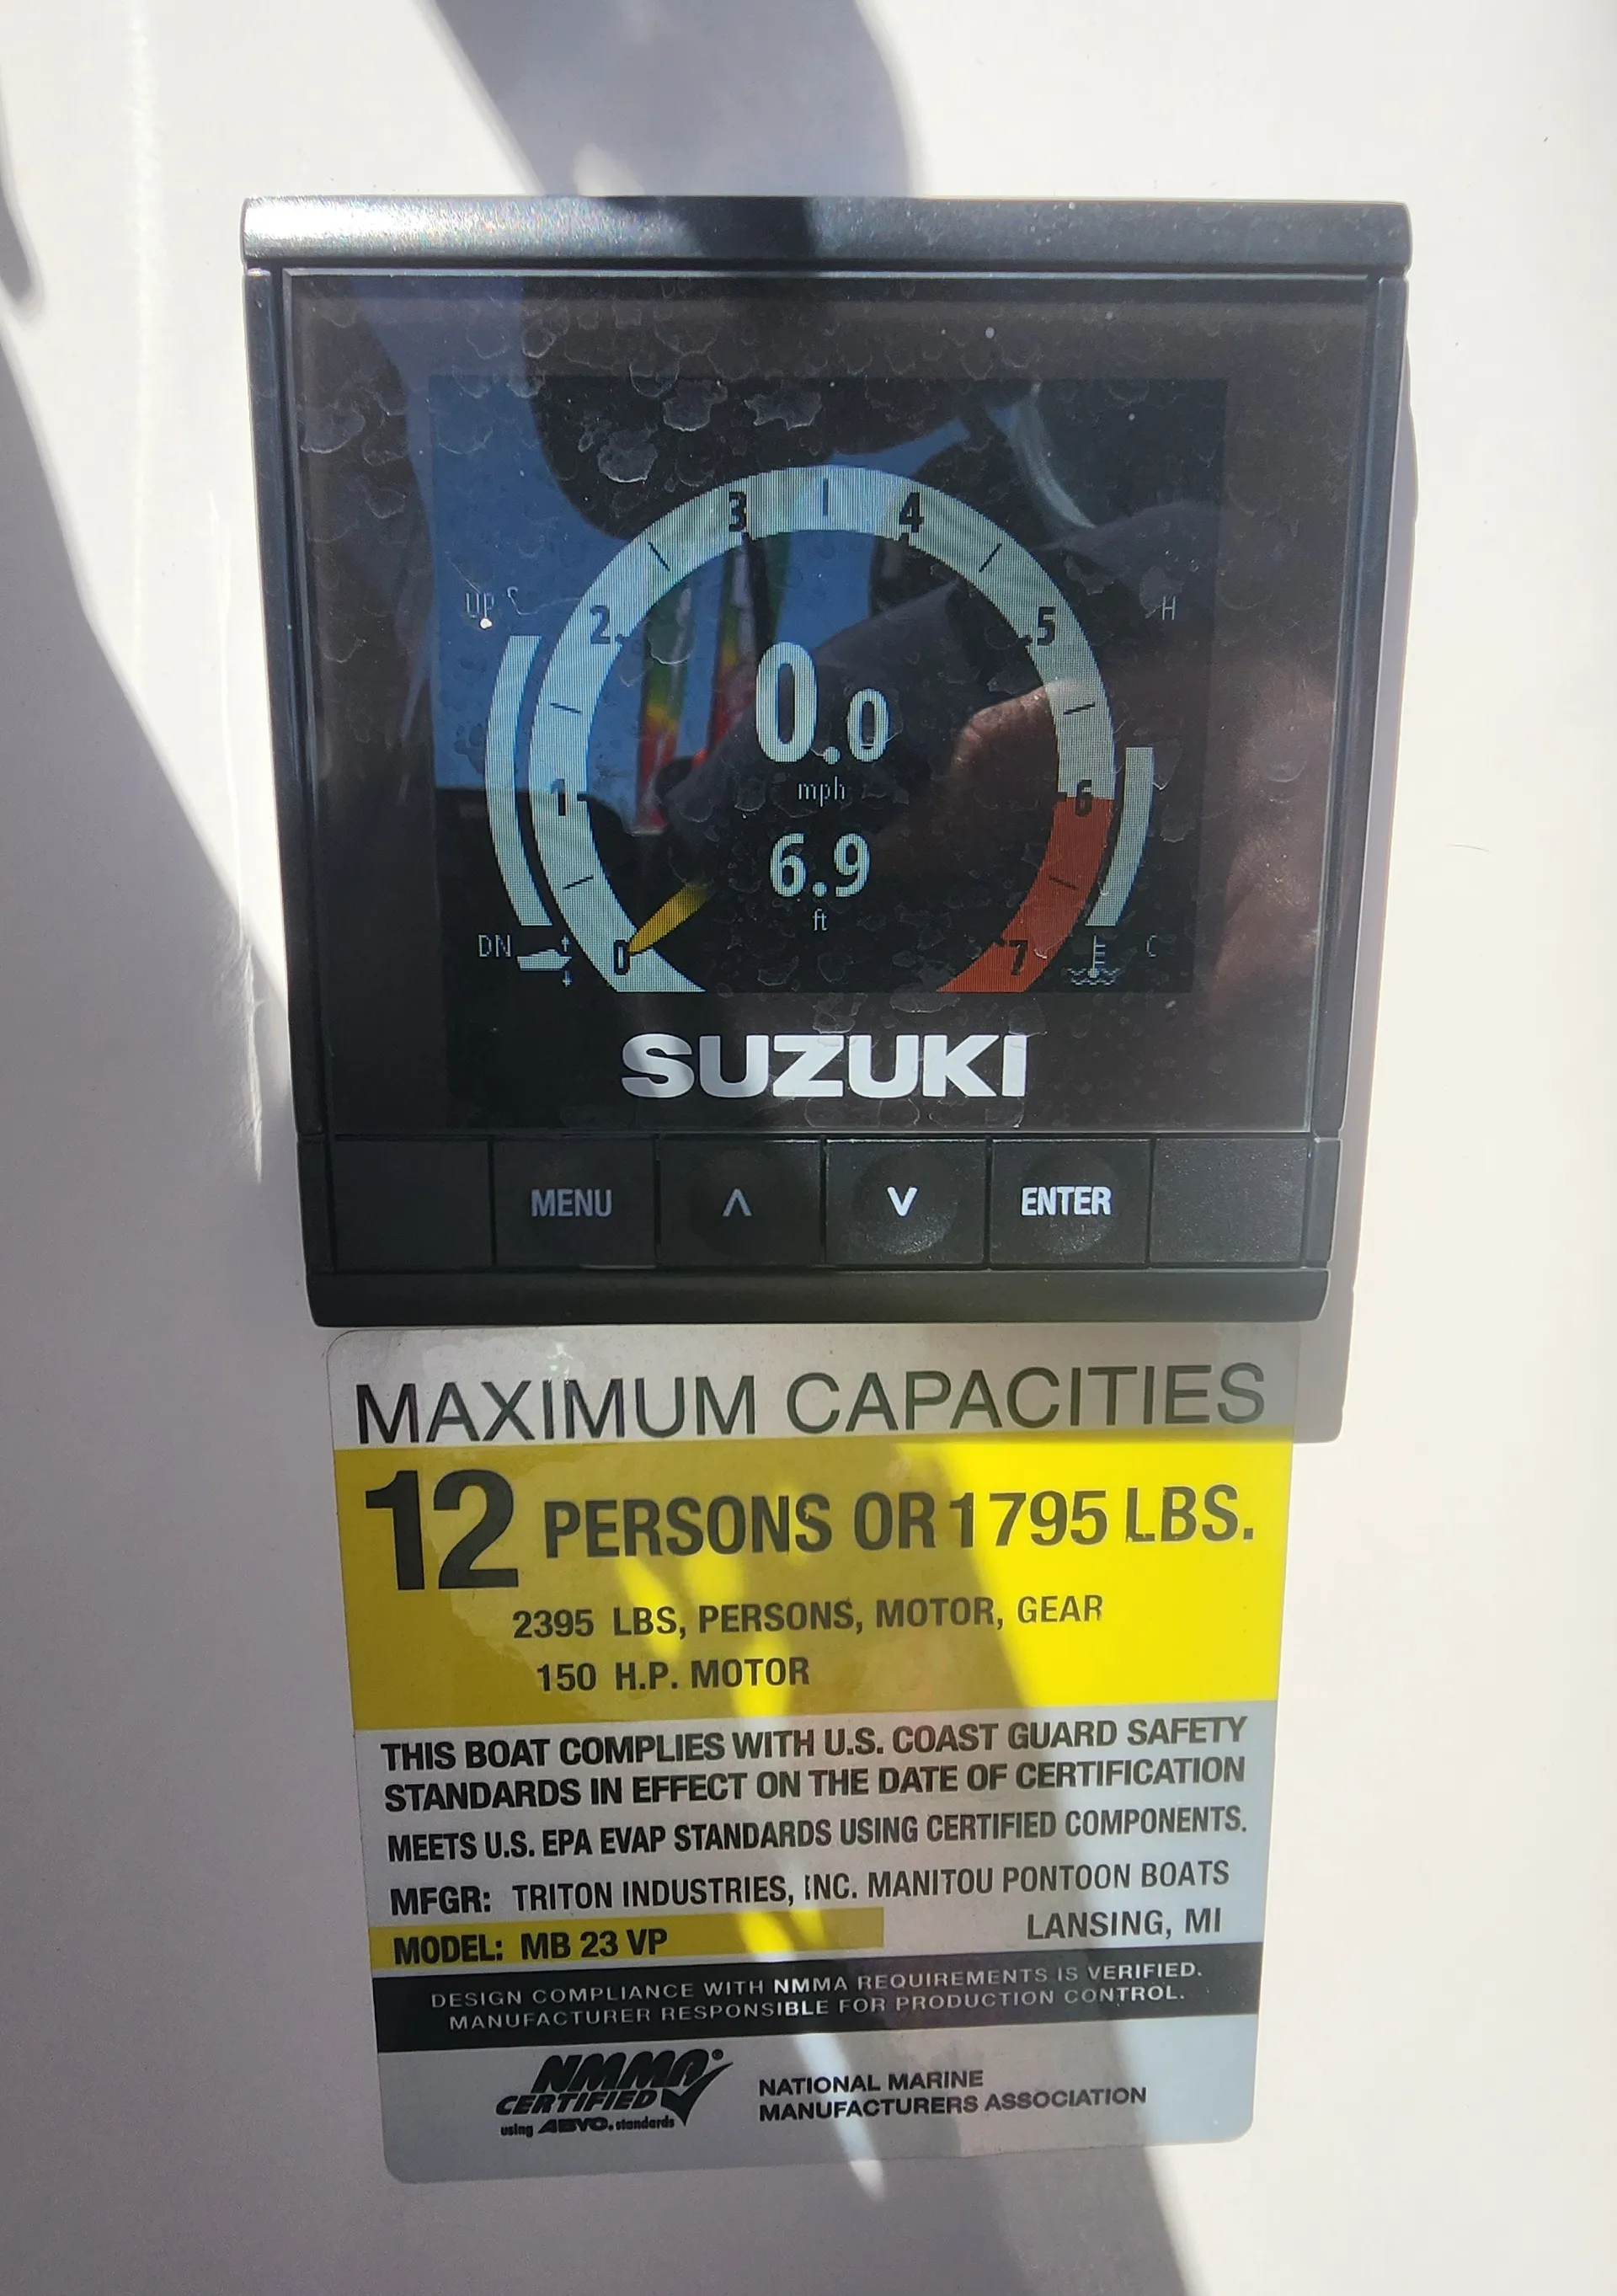 3 4
UP H
2 5
0.0
mph
1 6
6.9
ft
DN C
0 7
SUZUKI
MENU ∧ ∨ ENTER
MAXIMUM CAPACITIES
12 PERSONS OR 1795 LBS.
2395 LBS, PERSONS, MOTOR, GEAR
150 H.P. MOTOR
THIS BOAT COMPLIES WITH U.S. COAST GUARD SAFETY
STANDARDS IN EFFECT ON THE DATE OF CERTIFICATION
MEETS U.S. EPA EVAP STANDARDS USING CERTIFIED COMPONENTS.
MFGR: TRITON INDUSTRIES, INC. MANITOU PONTOON BOATS
LANSING, MI
MODEL: MB 23 VP
DESIGN COMPLIANCE WITH NMMA REQUIREMENTS IS VERIFIED.
MANUFACTURER RESPONSIBLE FOR PRODUCTION CONTROL.
NMMA®
CERTIFIED
using ABYC standards
NATIONAL MARINE
MANUFACTURERS ASSOCIATION